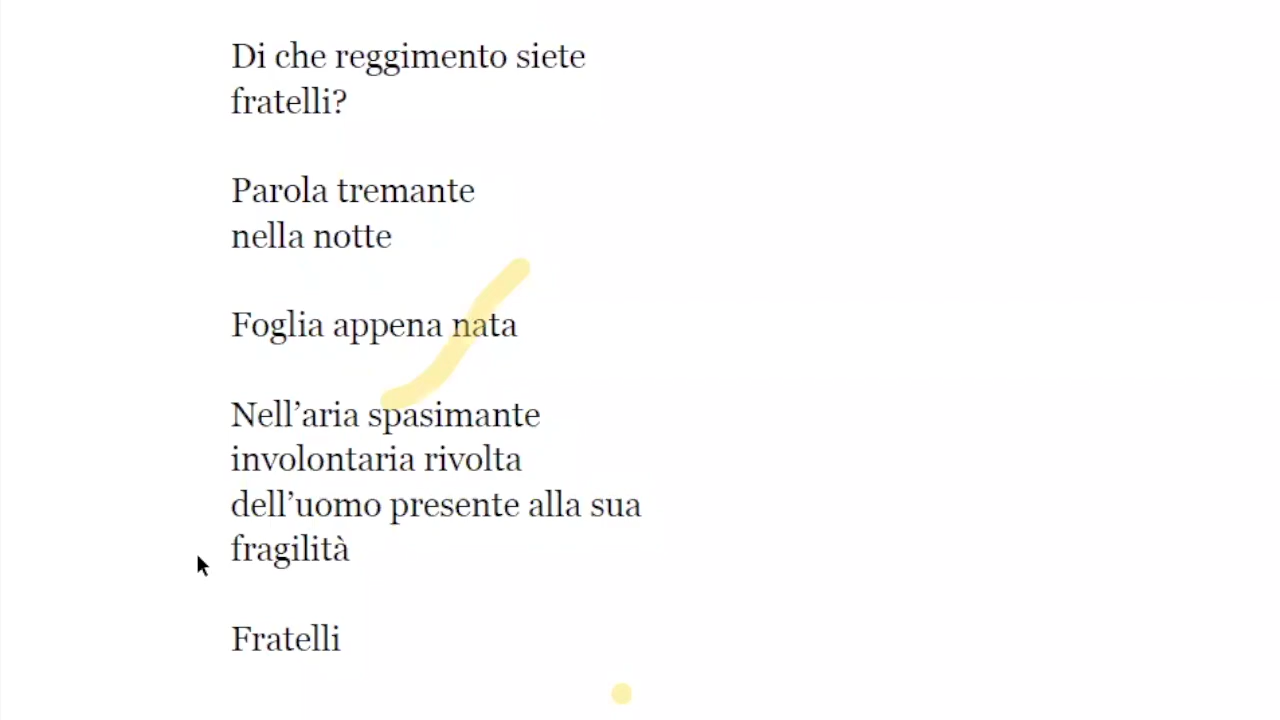 Di che reggimento siete
fratelli?
Parola tremante
nella notte
Foglia appena nata
Nell’aria spasimante
involontaria rivolta
dell’uomo presente alla sua
fragilità
Fratelli